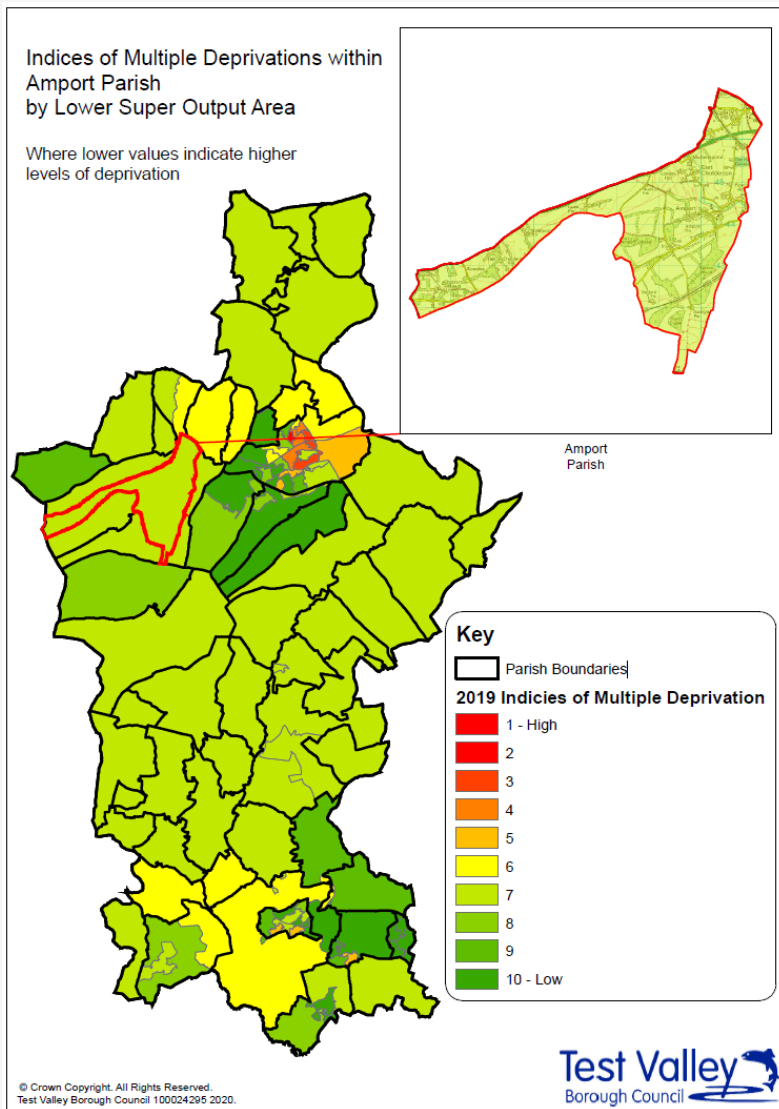 Indices of Multiple Deprivations within
Amport Parish
by Lower Super Output Area
Where lower values indicate higher
levels of deprivation
Amport
Parish
Key
Parish Boundaries
2019 Indicies of Multiple Deprivation
1 - High
2
3
4
5
6
7
8
9
10 - Low
© Crown Copyright. All Rights Reserved.
Test Valley Borough Council 100024295 2020.
Test Valley
Borough Council